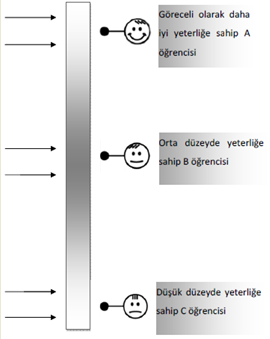 Göreceli olarak daha
iyi yeterliğe sahip A
öğrencisi
Orta düzeyde yeterliğe
sahip B öğrencisi
Düşük düzeyde yeterliğe
sahip C öğrencisi